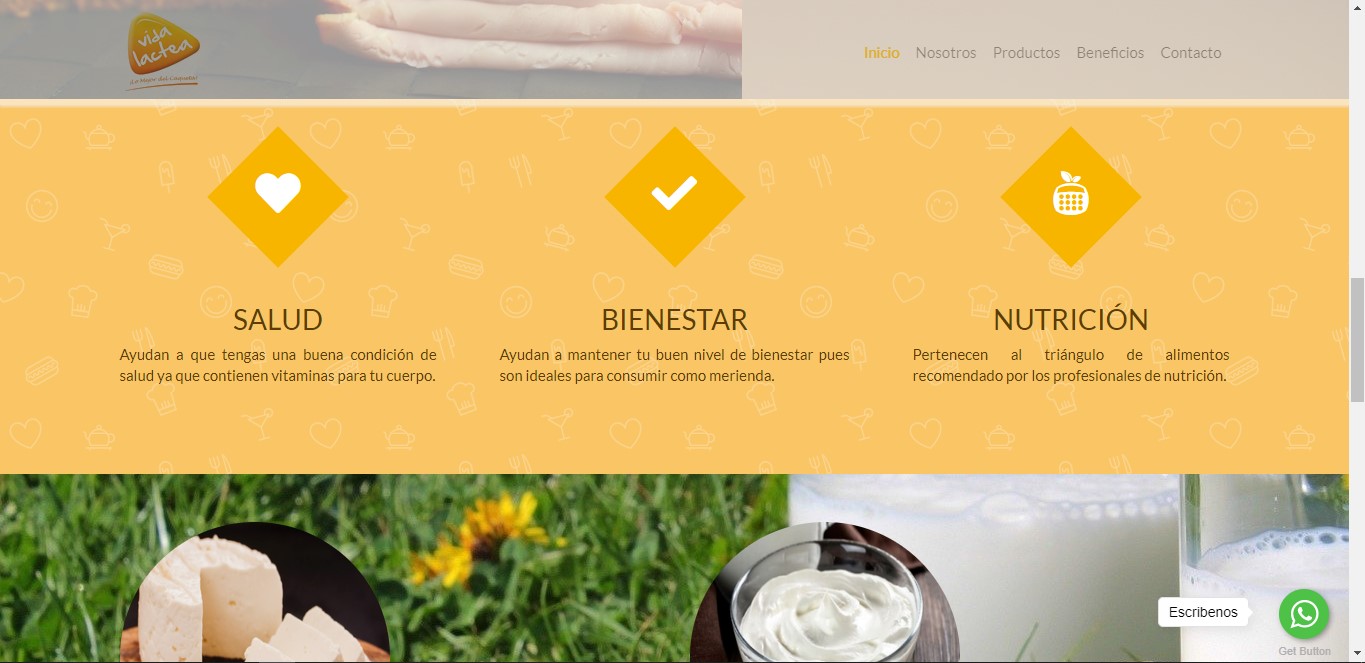 vida
lactea
¡Lo Mejor del Caquetá!
Inicio Nosotros Productos Beneficios Contacto
SALUD
Ayudan a que tengas una buena condición de
salud ya que contienen vitaminas para tu cuerpo.
BIENESTAR
Ayudan a mantener tu buen nivel de bienestar pues
son ideales para consumir como merienda.
NUTRICIÓN
Pertenecen al triángulo de alimentos
recomendado por los profesionales de nutrición.
Escribenos
Get Button